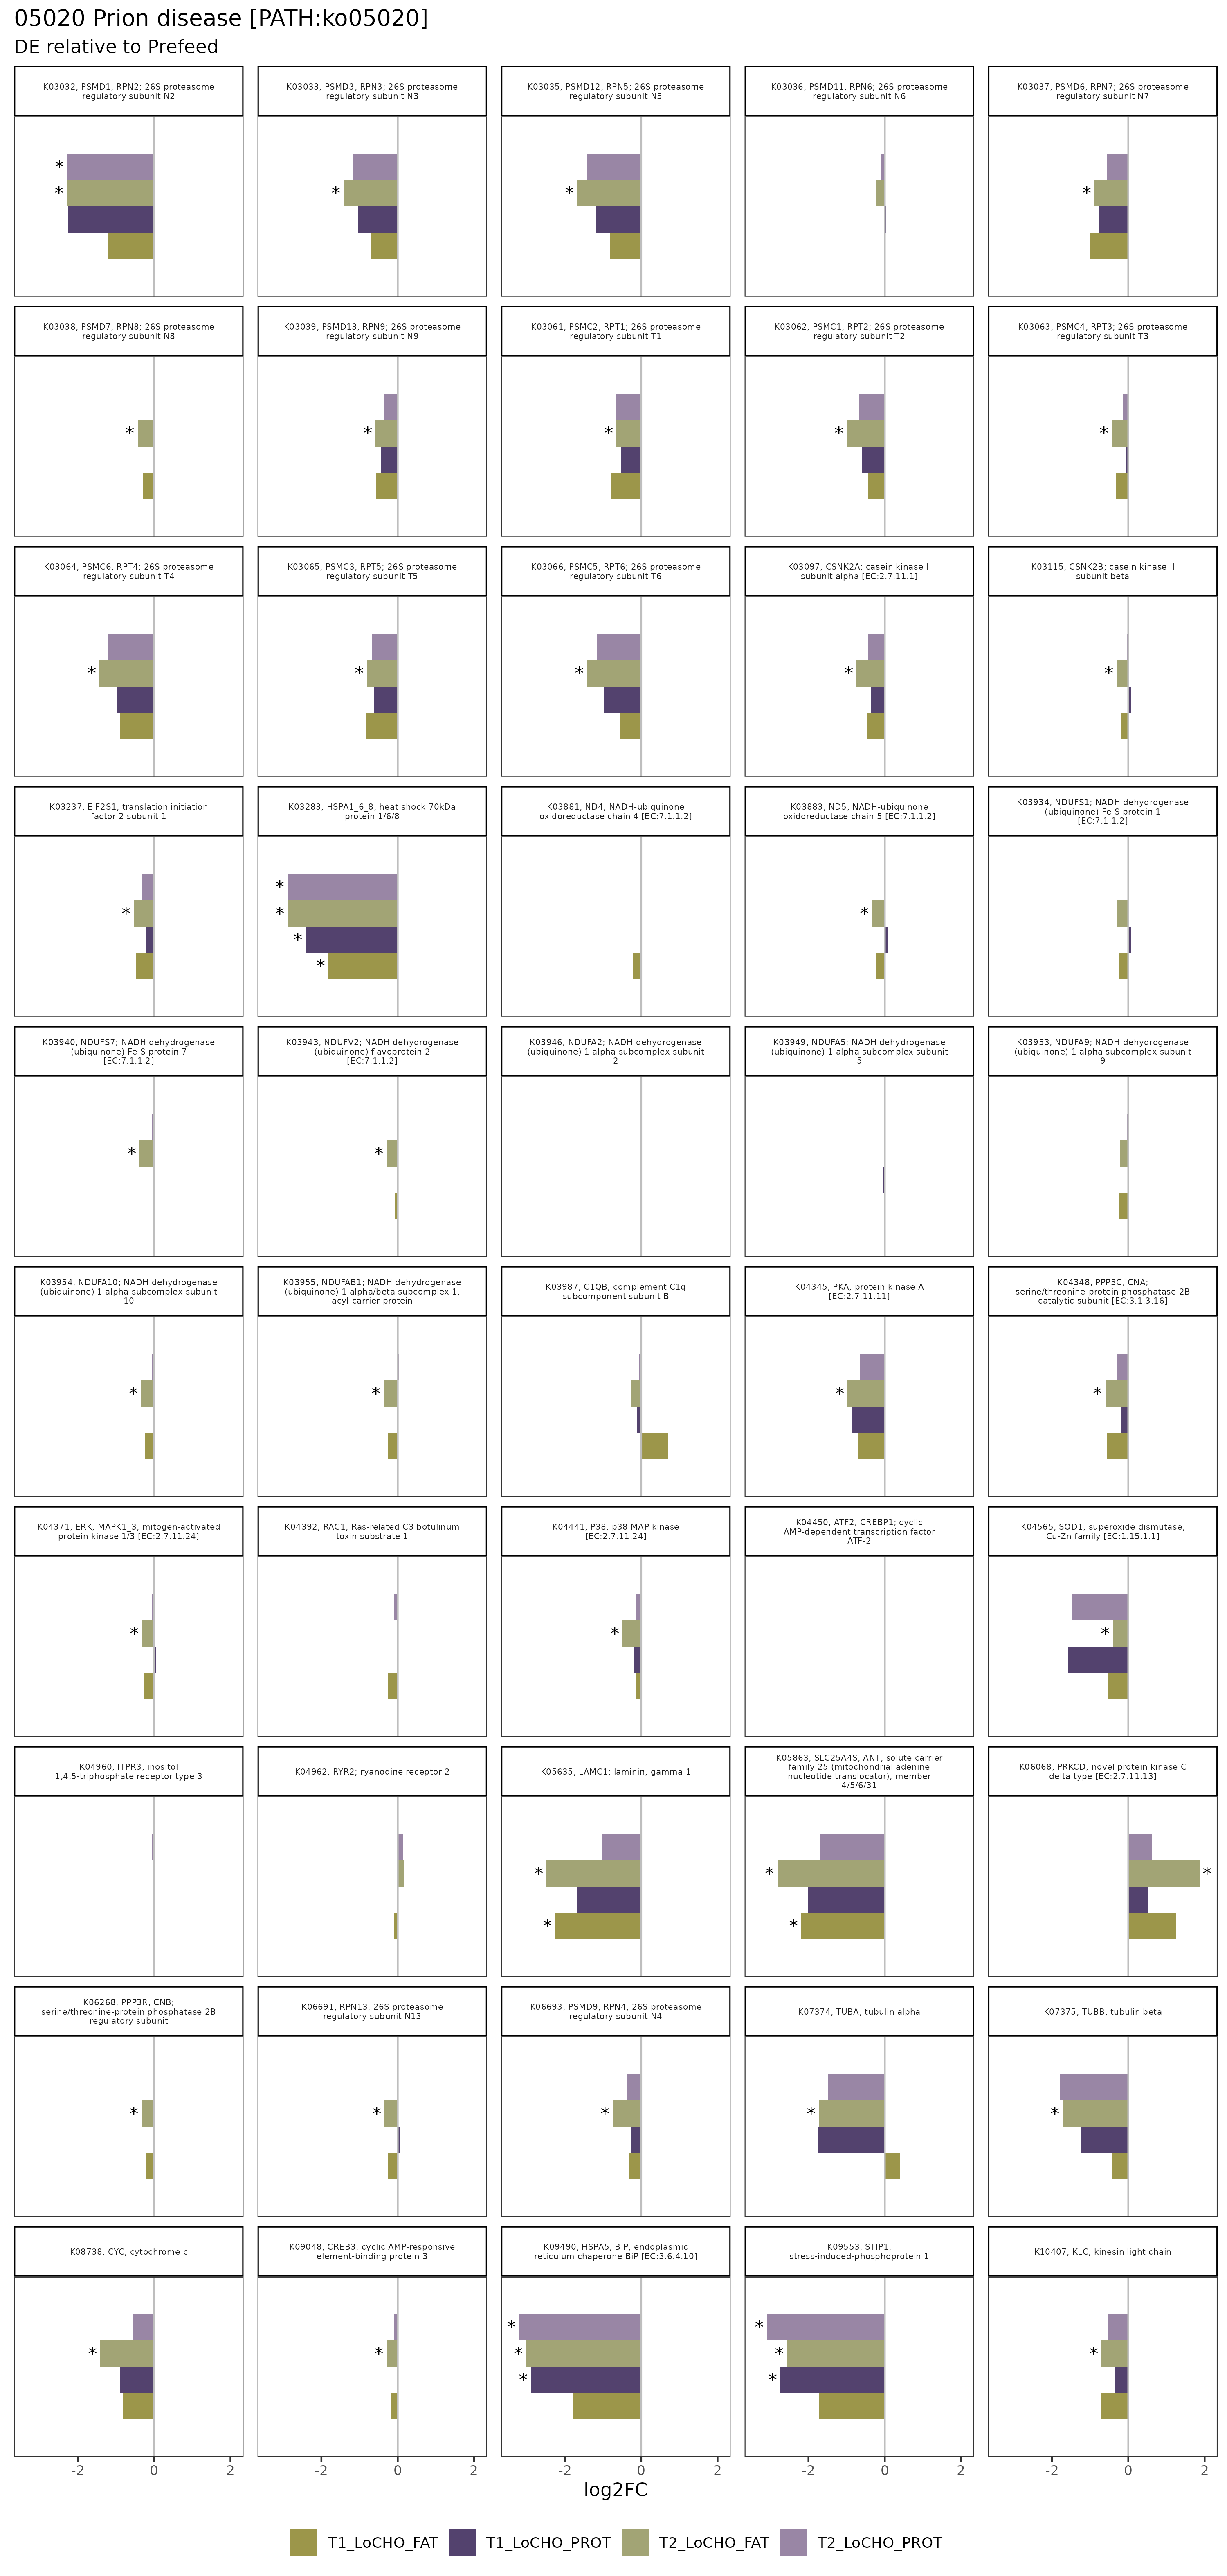 05020 Prion disease [PATH:ko05020]
DE relative to Prefeed
K03032, PSMD1, RPN2; 26S proteasome
regulatory subunit N2
K03033, PSMD3, RPN3; 26S proteasome
regulatory subunit N3
K03035, PSMD12, RPN5; 26S proteasome
regulatory subunit N5
K03036, PSMD11, RPN6; 26S proteasome
regulatory subunit N6
K03037, PSMD6, RPN7; 26S proteasome
regulatory subunit N7
*
*
*
*
*
K03038, PSMD7, RPN8; 26S proteasome
regulatory subunit N8
K03039, PSMD13, RPN9; 26S proteasome
regulatory subunit N9
K03061, PSMC2, RPT1; 26S proteasome
regulatory subunit T1
K03062, PSMC1, RPT2; 26S proteasome
regulatory subunit T2
K03063, PSMC4, RPT3; 26S proteasome
regulatory subunit T3
*
*
*
*
*
K03064, PSMC6, RPT4; 26S proteasome
regulatory subunit T4
K03065, PSMC3, RPT5; 26S proteasome
regulatory subunit T5
K03066, PSMC5, RPT6; 26S proteasome
regulatory subunit T6
K03097, CSNK2A; casein kinase II
subunit alpha [EC:2.7.11.1]
K03115, CSNK2B; casein kinase II
subunit beta
*
*
*
*
*
K03237, EIF2S1; translation initiation
factor 2 subunit 1
K03283, HSPA1_6_8; heat shock 70kDa
protein 1/6/8
K03881, ND4; NADH-ubiquinone
oxidoreductase chain 4 [EC:7.1.1.2]
K03883, ND5; NADH-ubiquinone
oxidoreductase chain 5 [EC:7.1.1.2]
K03934, NDUFS1; NADH dehydrogenase
(ubiquinone) Fe-S protein 1
[EC:7.1.1.2]
*
*
*
*
*
*
K03940, NDUFS7; NADH dehydrogenase
(ubiquinone) Fe-S protein 7
[EC:7.1.1.2]
K03943, NDUFV2; NADH dehydrogenase
(ubiquinone) flavoprotein 2
[EC:7.1.1.2]
K03946, NDUFA2; NADH dehydrogenase
(ubiquinone) 1 alpha subcomplex subunit
2
K03949, NDUFA5; NADH dehydrogenase
(ubiquinone) 1 alpha subcomplex subunit
5
K03953, NDUFA9; NADH dehydrogenase
(ubiquinone) 1 alpha subcomplex subunit
9
*
*
K03954, NDUFA10; NADH dehydrogenase
(ubiquinone) 1 alpha subcomplex subunit
10
K03955, NDUFAB1; NADH dehydrogenase
(ubiquinone) 1 alpha/beta subcomplex 1,
acyl-carrier protein
K03987, C1QB; complement C1q
subcomponent subunit B
K04345, PKA; protein kinase A
[EC:2.7.11.11]
K04348, PPP3C, CNA;
serine/threonine-protein phosphatase 2B
catalytic subunit [EC:3.1.3.16]
*
*
*
*
K04371, ERK, MAPK1_3; mitogen-activated
protein kinase 1/3 [EC:2.7.11.24]
K04392, RAC1; Ras-related C3 botulinum
toxin substrate 1
K04441, P38; p38 MAP kinase
[EC:2.7.11.24]
K04450, ATF2, CREBP1; cyclic
AMP-dependent transcription factor
ATF-2
K04565, SOD1; superoxide dismutase,
Cu-Zn family [EC:1.15.1.1]
*
*
*
K04960, ITPR3; inositol
1,4,5-triphosphate receptor type 3
K04962, RYR2; ryanodine receptor 2
K05635, LAMC1; laminin, gamma 1
K05863, SLC25A4S, ANT; solute carrier
family 25 (mitochondrial adenine
nucleotide translocator), member
4/5/6/31
K06068, PRKCD; novel protein kinase C
delta type [EC:2.7.11.13]
*
*
*
*
*
K06268, PPP3R, CNB;
serine/threonine-protein phosphatase 2B
regulatory subunit
K06691, RPN13; 26S proteasome
regulatory subunit N13
K06693, PSMD9, RPN4; 26S proteasome
regulatory subunit N4
K07374, TUBA; tubulin alpha
K07375, TUBB; tubulin beta
*
*
*
*
*
K08738, CYC; cytochrome c
K09048, CREB3; cyclic AMP-responsive
element-binding protein 3
K09490, HSPA5, BIP; endoplasmic
reticulum chaperone BiP [EC:3.6.4.10]
K09553, STIP1;
stress-induced-phosphoprotein 1
K10407, KLC; kinesin light chain
*
*
*
*
*
*
*
*
*
-2 0 2
-2 0 2
-2 0 2
-2 0 2
-2 0 2
log2FC
T1_LoCHO_FAT T1_LoCHO_PROT T2_LoCHO_FAT T2_LoCHO_PROT